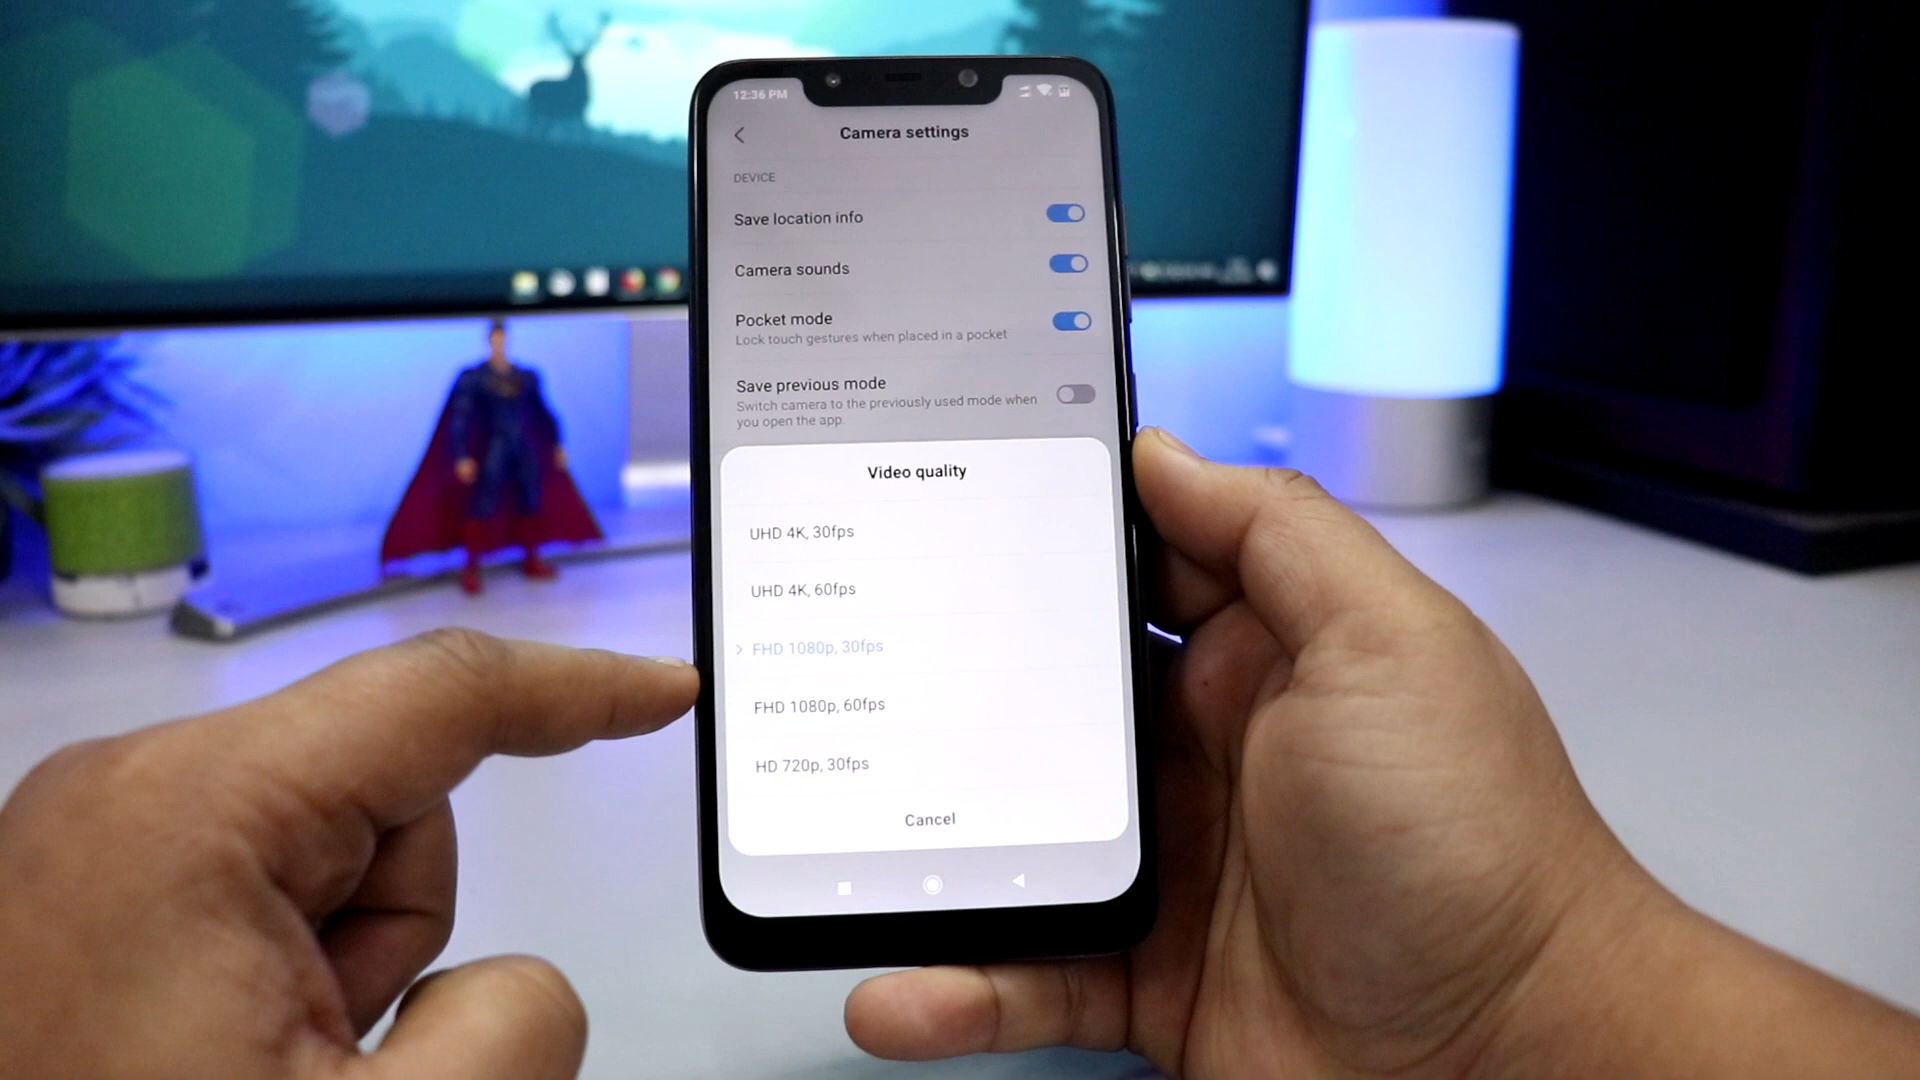 12:36 PM
Camera settings
DEVICE
Save location info
Camera sounds
Pocket mode
Lock touch gestures when placed in a pocket
Save previous mode
Switch camera to the previously used mode when
you open the app.
Video quality
UHD 4K, 30fps
UHD 4K, 60fps
FHD 1080p, 30fps
FHD 1080p, 60fps
HD 720p, 30fps
Cancel